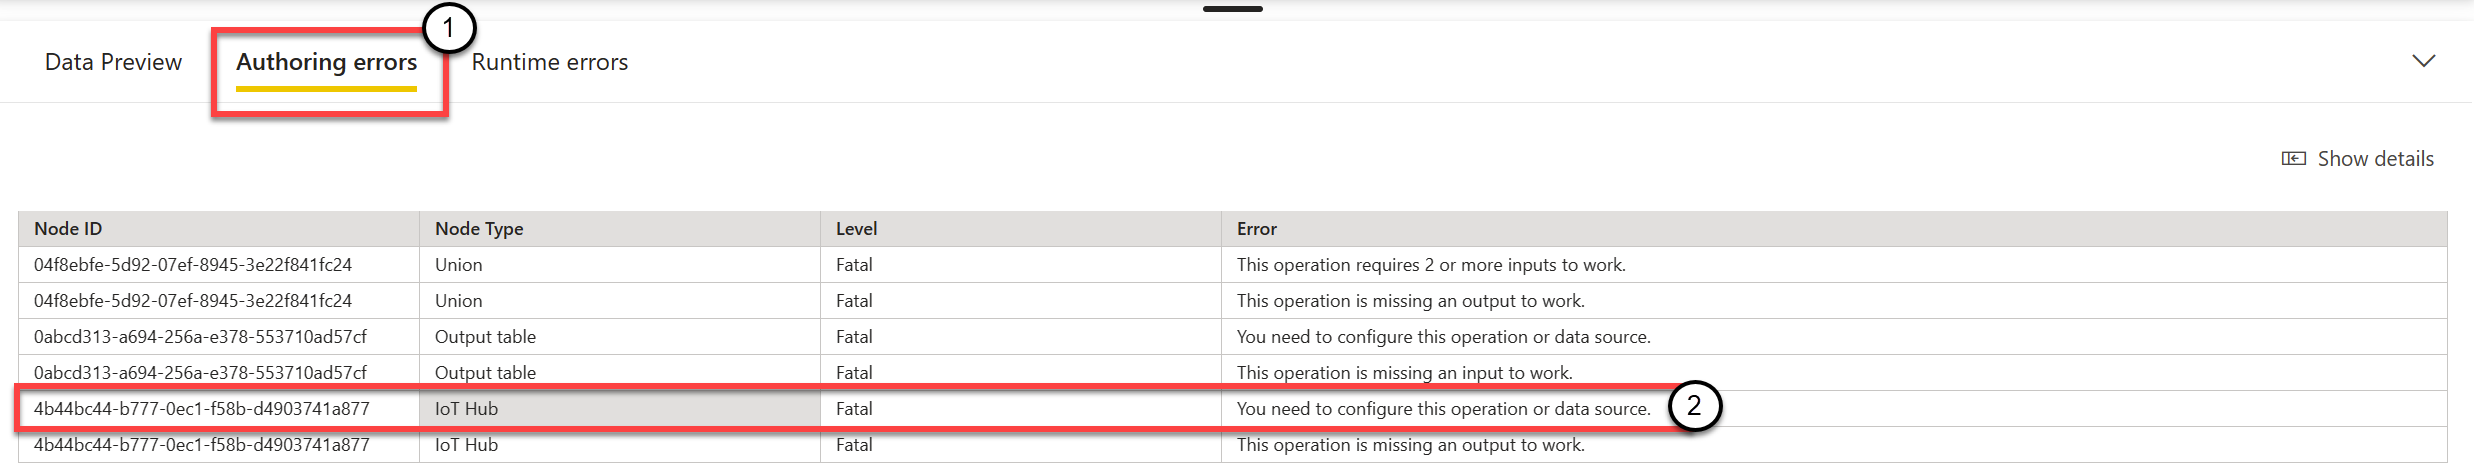 1
Data Preview Authoring errors Runtime errors
Show details
Node ID Node Type Level Error
04f8ebfe-5d92-07ef-8945-3e22f841fc24 Union Fatal This operation requires 2 or more inputs to work.
04f8ebfe-5d92-07ef-8945-3e22f841fc24 Union Fatal This operation is missing an output to work.
0abcd313-a694-256a-e378-553710ad57cf Output table Fatal You need to configure this operation or data source.
0abcd313-a694-256a-e378-553710ad57cf Output table Fatal This operation is missing an input to work.
4b44bc44-b777-0ec1-f58b-d4903741a877 IoT Hub Fatal You need to configure this operation or data source. 2
4b44bc44-b777-0ec1-f58b-d4903741a877 IoT Hub Fatal This operation is missing an output to work.